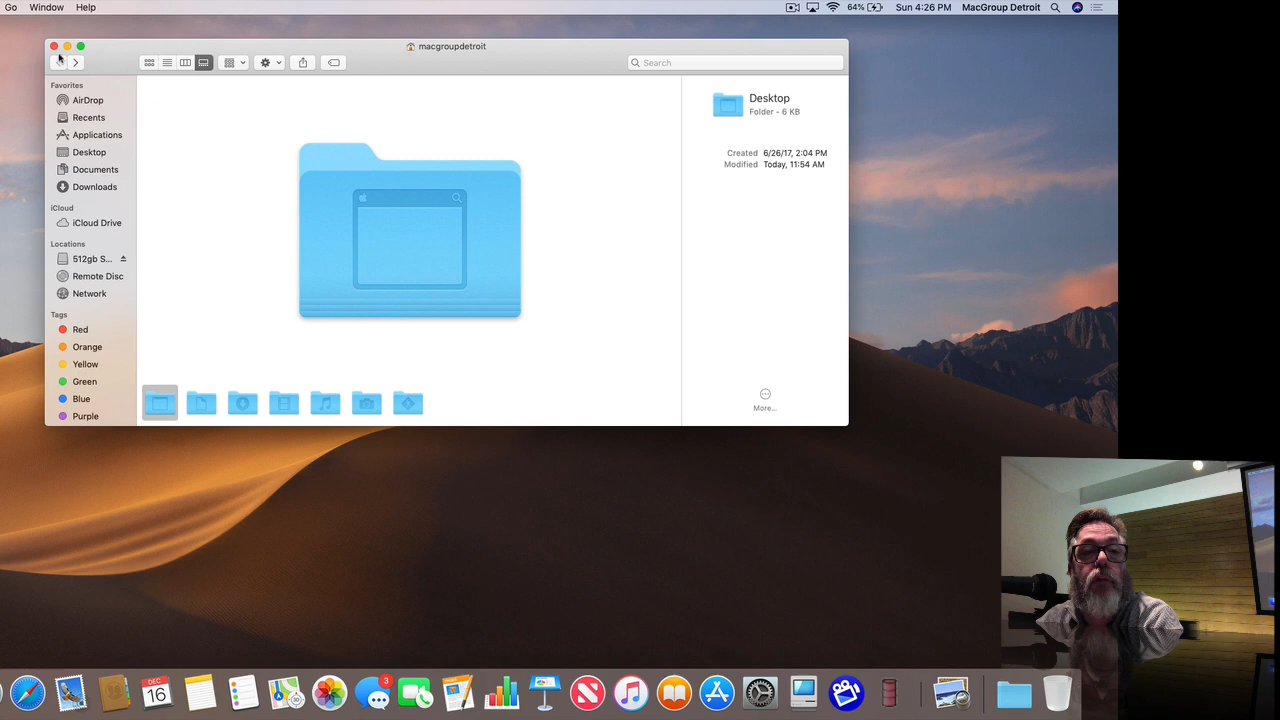 Go Window Help 64% Sun 4:26 PM MacGroup Detroit
macgroupdetroit
Search
Favorites
AirDrop
Recents
Applications
Desktop
Documents
Downloads
iCloud
iCloud Drive
Locations
512gb S...
Remote Disc
Network
Tags
Red
Orange
Yellow
Green
Blue
Purple
Desktop
Folder - 6 KB
Created 6/26/17, 2:04 PM
Modified Today, 11:54 AM
More...
DEC
16
3